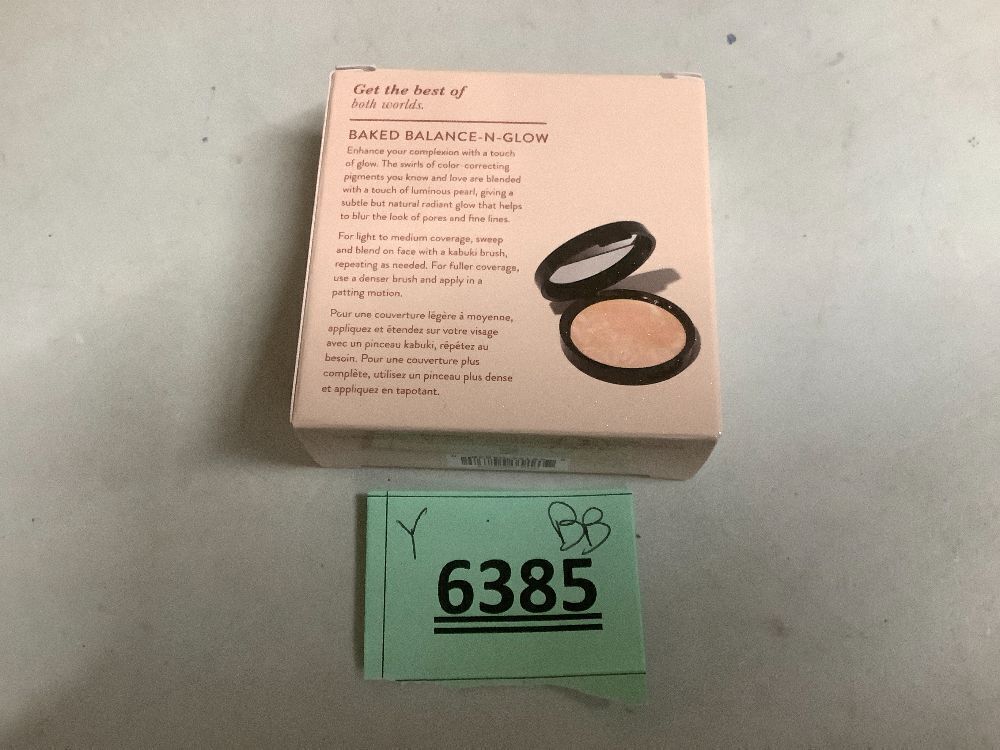 Get the best of
both worlds.
BAKED BALANCE-N-GLOW
Enhance your complexion with a touch
of glow. The swirls of color-correcting
pigments you know and love are blended
with a touch of luminous pearl, giving a
subtle but natural radiant glow that helps
to blur the look of pores and fine lines.
For light to medium coverage, sweep
and blend on face with a kabuki brush,
repeating as needed. For fuller coverage,
use a denser brush and apply in a
patting motion.
Pour une couverture légère à moyenne,
appliquez et étendez sur votre visage
avec un pinceau kabuki, répétez au
besoin. Pour une couverture plus
complète, utilisez un pinceau plus dense
et appliquez en tapotant.
Y BB
6385